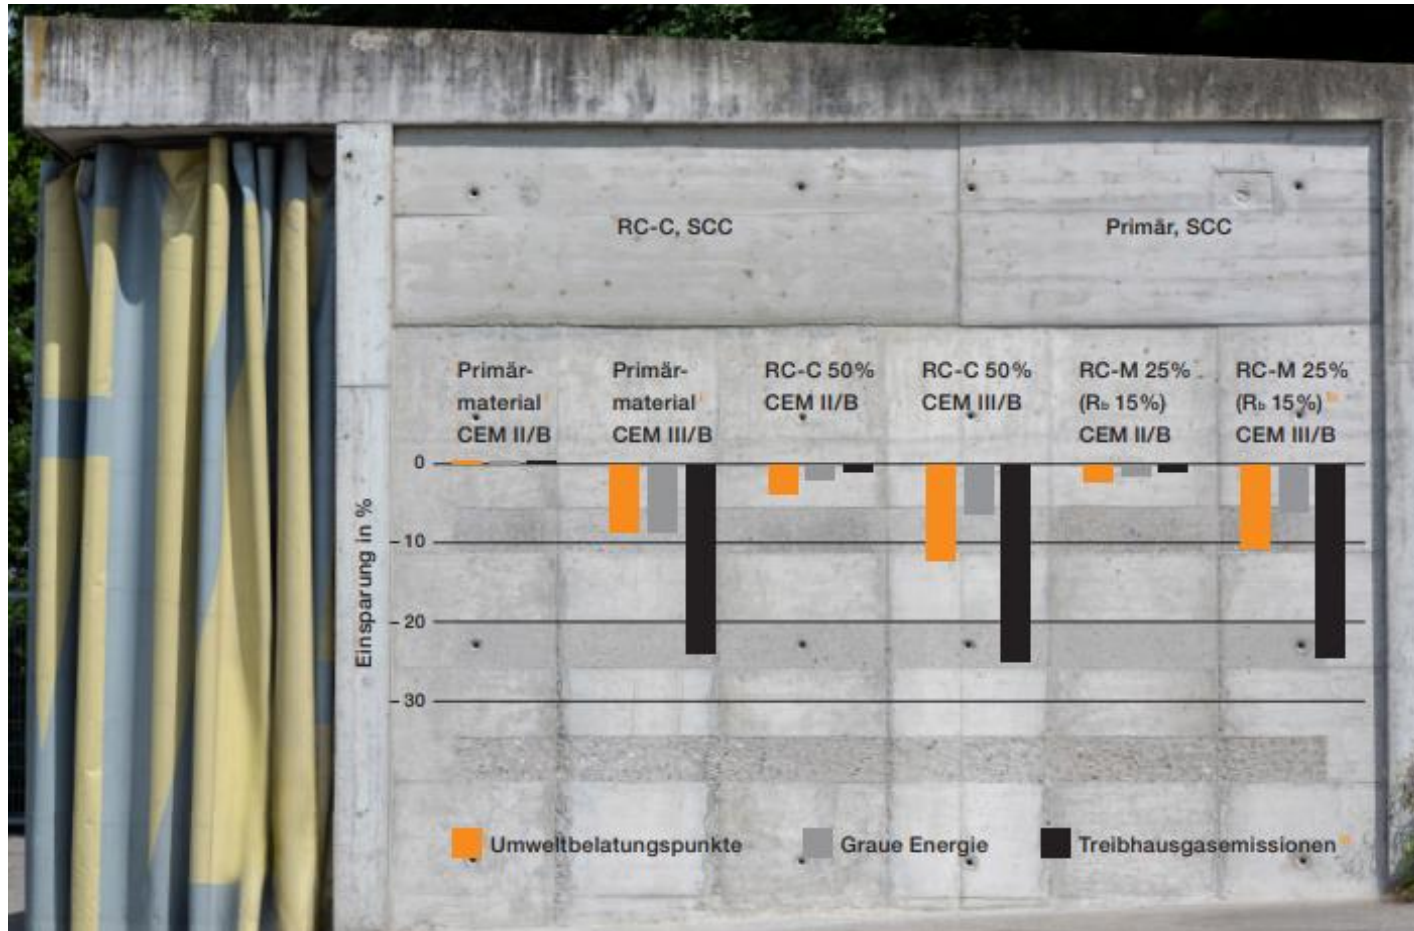 RC-C, SCC
Primär, SCC
Primär-
material
CEM II/B
Primär-
material
CEM III/B
RC-C 50%
CEM II/B
RC-C 50%
CEM III/B
RC-M 25%
(Rb 15%)
CEM II/B
RC-M 25%
(Rb 15%)
CEM III/B
Einsparung in %
0
- 10
- 20
- 30
Umweltbelatungspunkte
Graue Energie
Treibhausgasemissionen